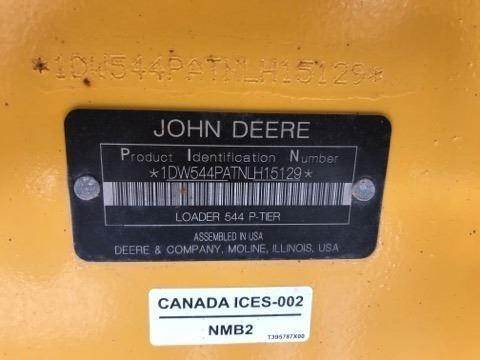 *1DW544PATNLH15129*
JOHN DEERE
Product Identification Number
*1DW544PATNLH15129*
LOADER 544 P-TIER
ASSEMBLED IN USA
DEERE & COMPANY, MOLINE, ILLINOIS, USA
CANADA ICES-002
NMB2
T395787X00